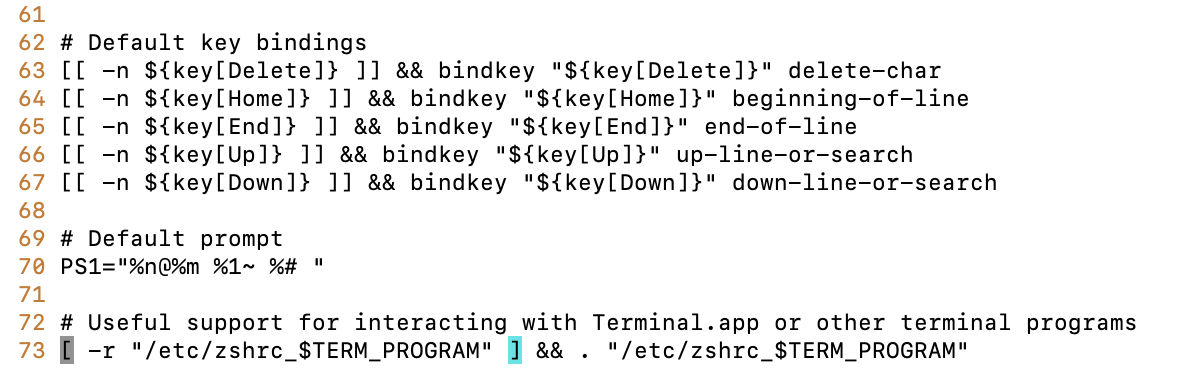 61
62 # Default key bindings
63 [[ -n ${key[Delete]} ]] && bindkey "${key[Delete]}" delete-char
64 [[ -n ${key[Home]} ]] && bindkey "${key[Home]}" beginning-of-line
65 [[ -n ${key[End]} ]] && bindkey "${key[End]}" end-of-line
66 [[ -n ${key[Up]} ]] && bindkey "${key[Up]}" up-line-or-search
67 [[ -n ${key[Down]} ]] && bindkey "${key[Down]}" down-line-or-search
68
69 # Default prompt
70 PS1="%n@%m %1~ %# "
71
72 # Useful support for interacting with Terminal.app or other terminal programs
73 [ -r "/etc/zshrc_$TERM_PROGRAM" ] && . "/etc/zshrc_$TERM_PROGRAM"